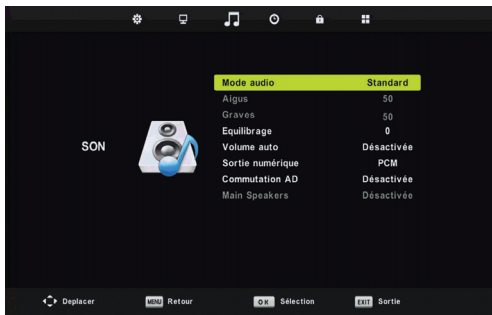 SON
Mode audio Standard
Aigus 50
Graves 50
Equilibrage 0
Volume auto Désactivée
Sortie numérique PCM
Commutation AD Désactivée
Main Speakers Désactivée
Deplacer MENU Retour OK Sélection EXIT Sortie